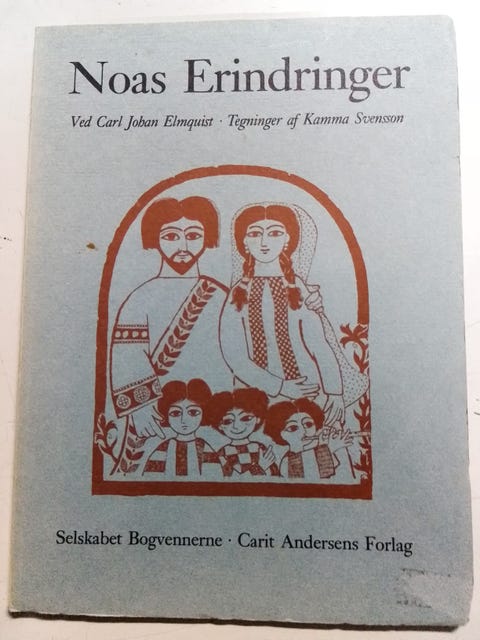 Noas Erindringer
Ved Carl Johan Elmquist · Tegninger af Kamma Svensson
Selskabet Bogvennerne · Carit Andersens Forlag